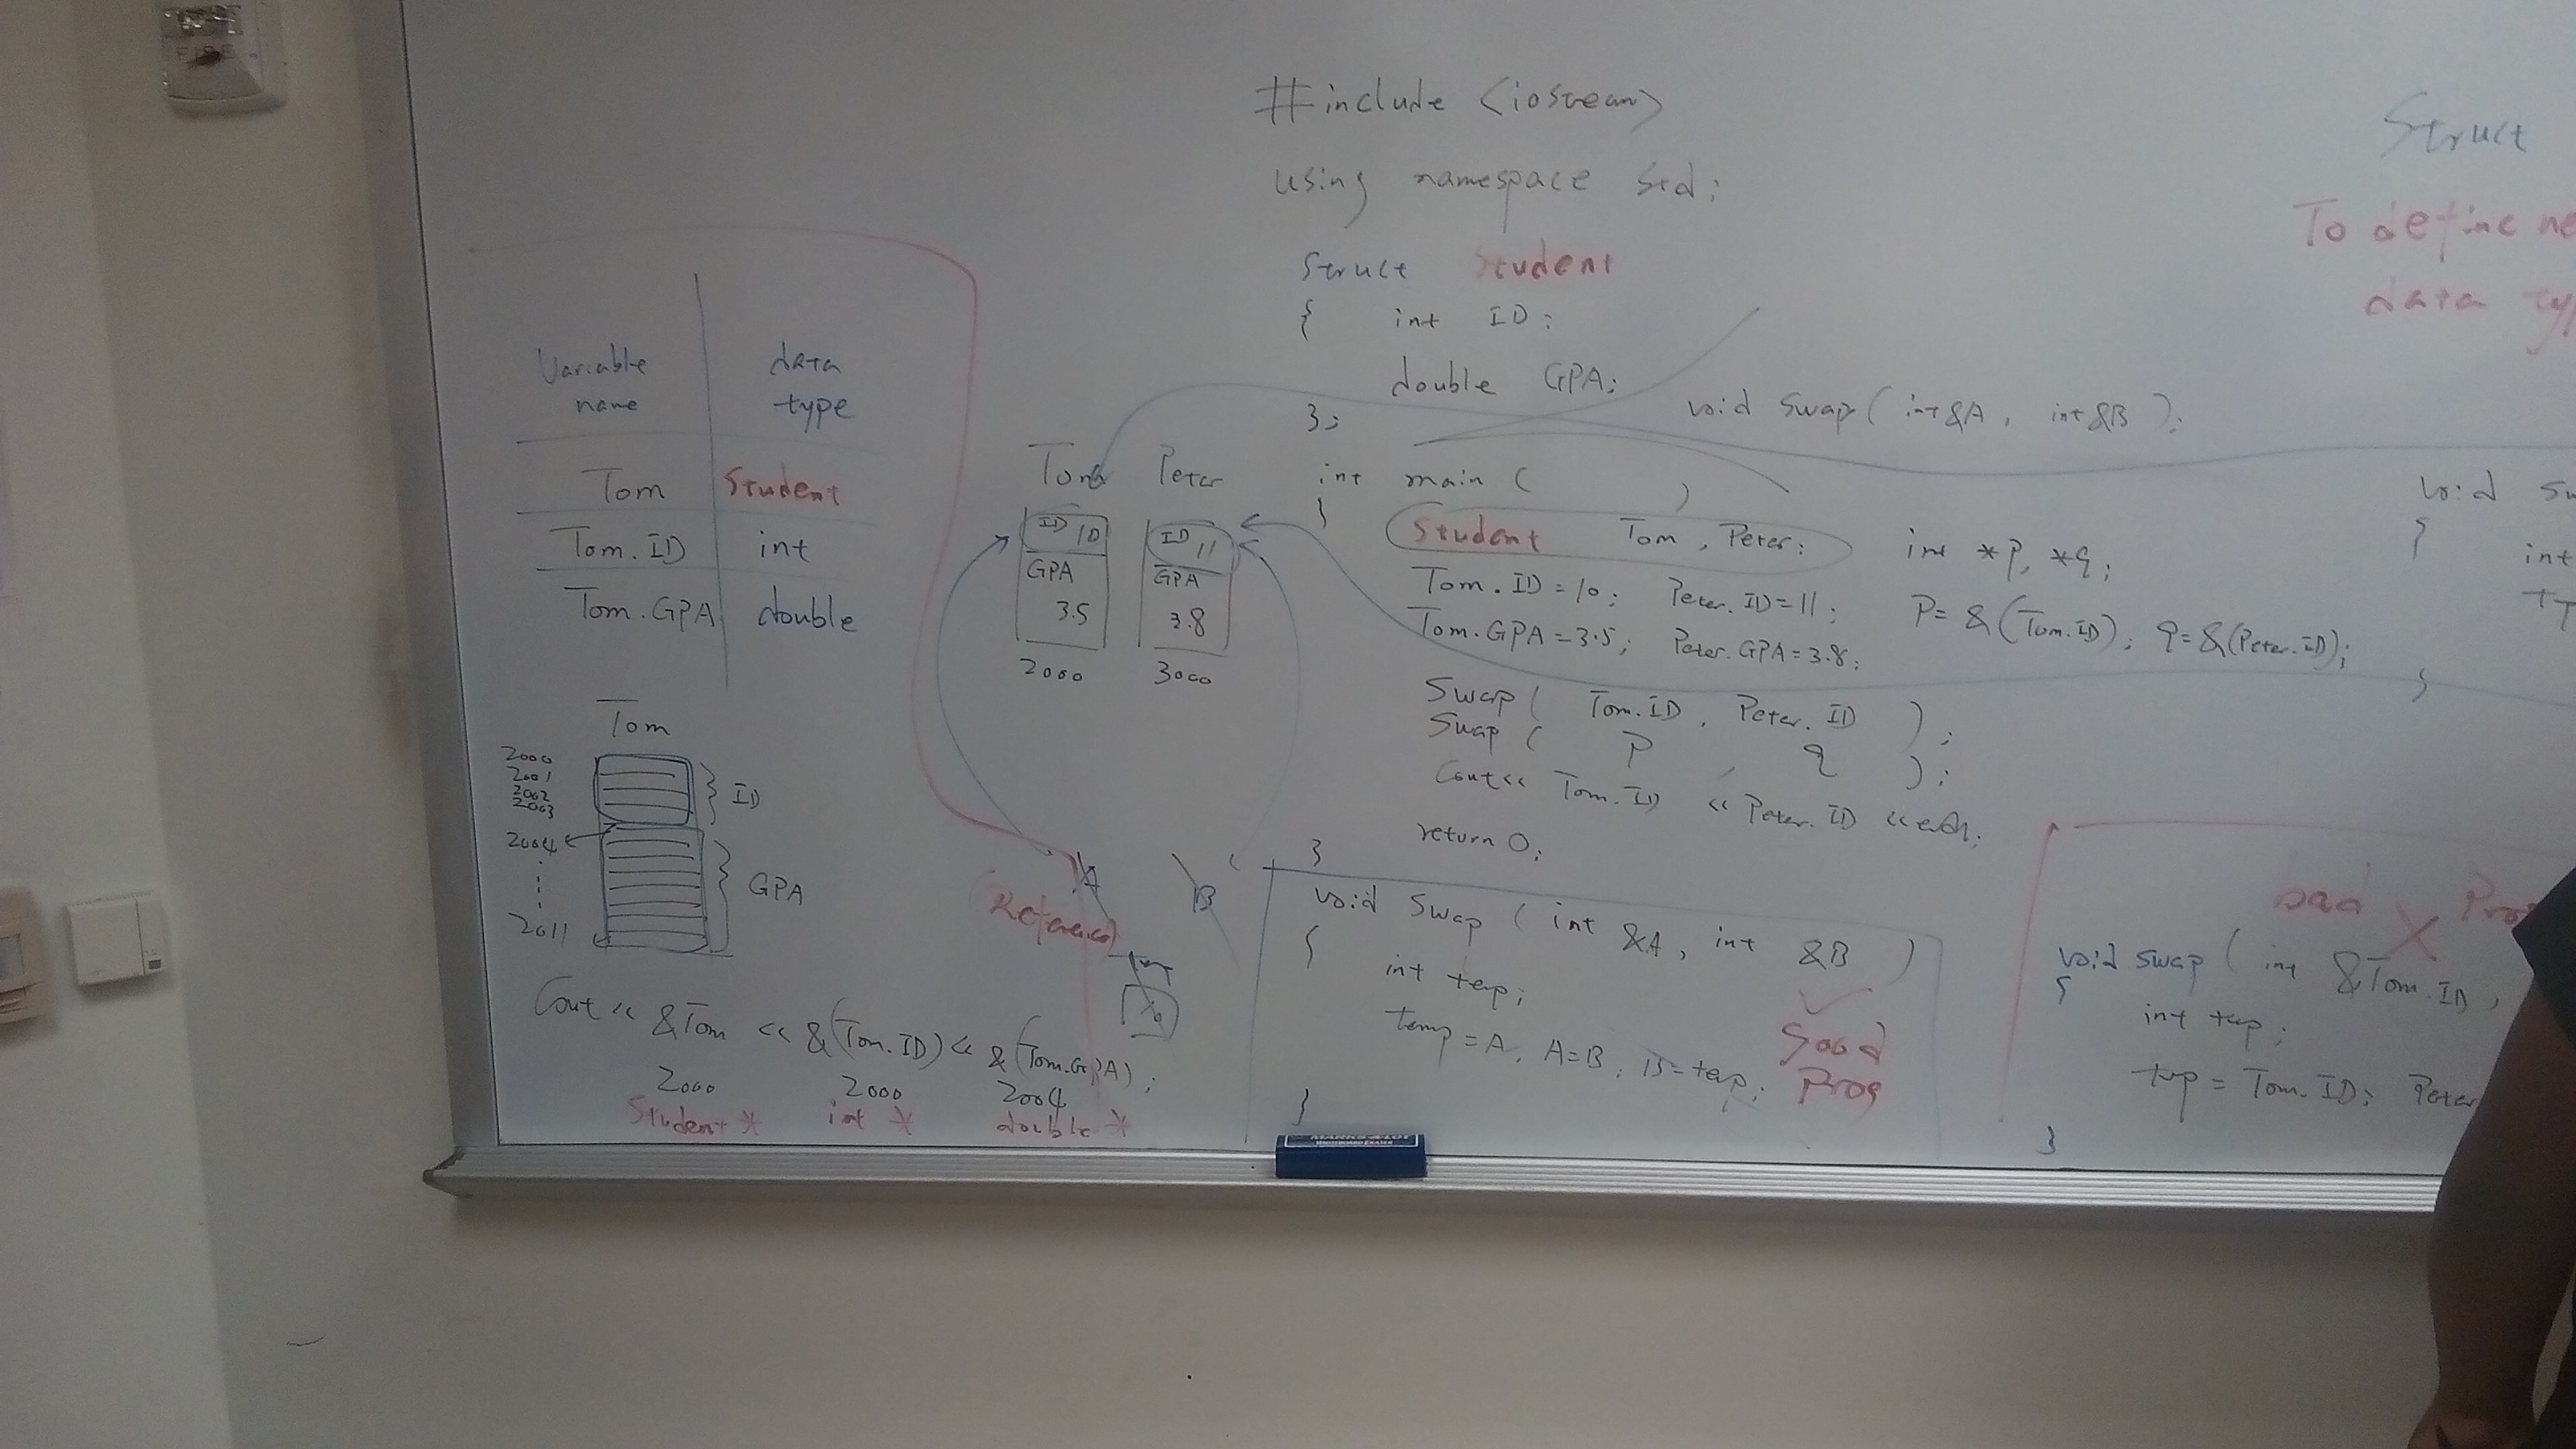 FIRE
#include <iostream>
using namespace std;
Struct
To define ne
data ty
struct Student
{ int ID;
double GPA;
};
void Swap( int &A, int &B );
Variable name
data type
Tom Student
Tom.ID int
Tom.GPA double
Tom Peter
ID 10
GPA
3.5
2000
ID 11
GPA
3.8
3000
int main ( )
{
Student Tom, Peter;
int *P, *q;
Tom.ID=10; Peter.ID=11;
P= &(Tom.ID); q=&(Peter.ID);
Tom.GPA=3.5; Peter.GPA=3.8;
Swap( Tom.ID, Peter.ID );
Swap( P, q );
Cout<< Tom.ID << Peter.ID <<endl;
return 0;
}
void Sw
{
int
}
Tom
2000
2001
2002
2003
2004
2011
ID
GPA
Reference
A
B
Cout << &Tom << &(Tom.ID) << &(Tom.GPA);
2000 2000 2004
Student * int * double *
void Swap ( int &A, int &B )
{
int temp;
temp=A, A=B; B=temp;
}
Good
Prog
bad Prog
void swap ( int &Tom.ID,
{
int temp;
temp = Tom.ID; Peter
}
MARKS-A-LOT
WHITEBOARD ERASER